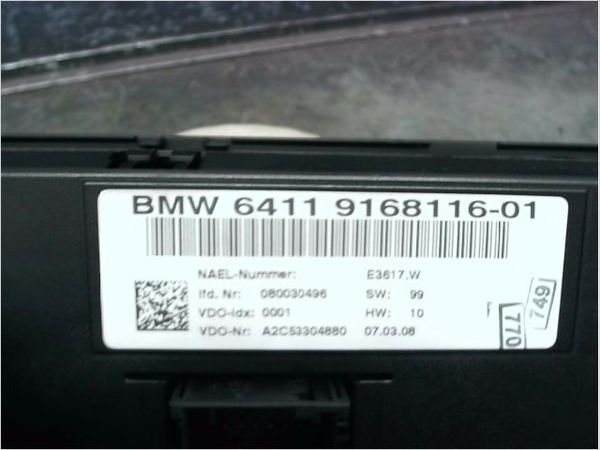 BMW 6411 9168116-01
NAEL-Nummer: E3617.W
lfd. Nr: 080030496 SW: 99
VDO-Idx: 0001 HW: 10
VDO-Nr: A2C53304880 07.03.08
749
770